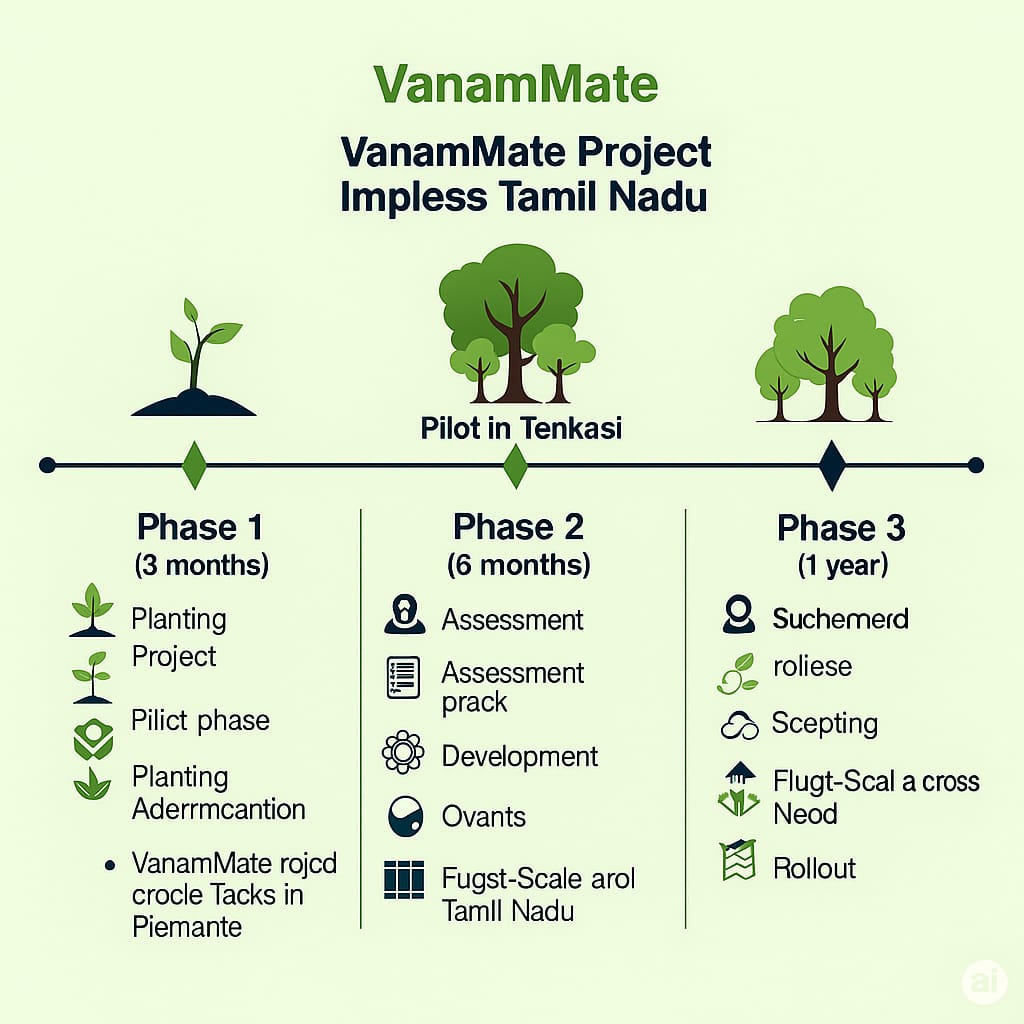 VanamMate
VanamMate Project
Impless Tamil Nadu
Pilot in Tenkasi
Phase 1
(3 months)
Planting
Project
Pilict phase
Planting
Aderrmcantion
• VanamMate rojcd
crocle Tacks in
Piemante
Phase 2
(6 months)
Assessment
Assessment
prack
Development
Ovants
Fugst-Scale arol
Tamll Nadu
Phase 3
(1 year)
Suchemerd
roliese
Scepting
Flugt-Scal a cross
Neod
Rollout
ai